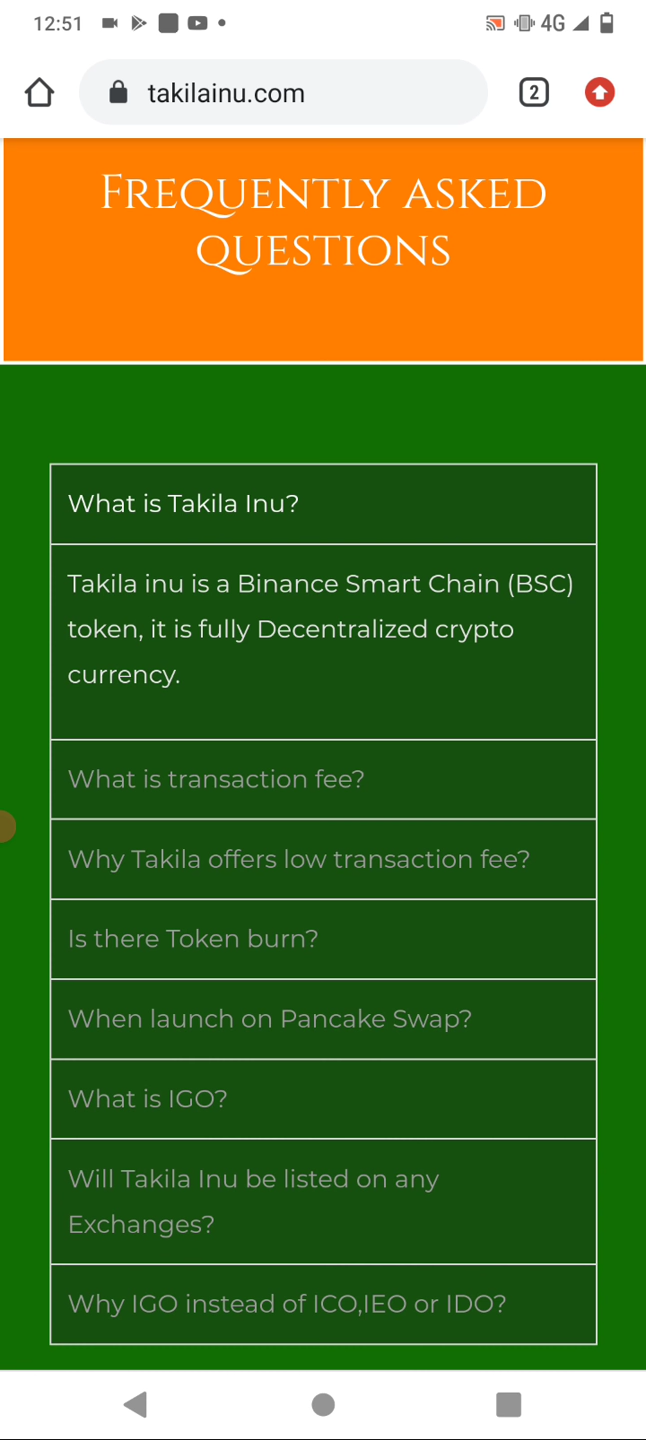 12:51
4G
takilainu.com
2
FREQUENTLY ASKED
QUESTIONS
What is Takila Inu?
Takila inu is a Binance Smart Chain (BSC)
token, it is fully Decentralized crypto
currency.
What is transaction fee?
Why Takila offers low transaction fee?
Is there Token burn?
When launch on Pancake Swap?
What is IGO?
Will Takila Inu be listed on any
Exchanges?
Why IGO instead of ICO,IEO or IDO?